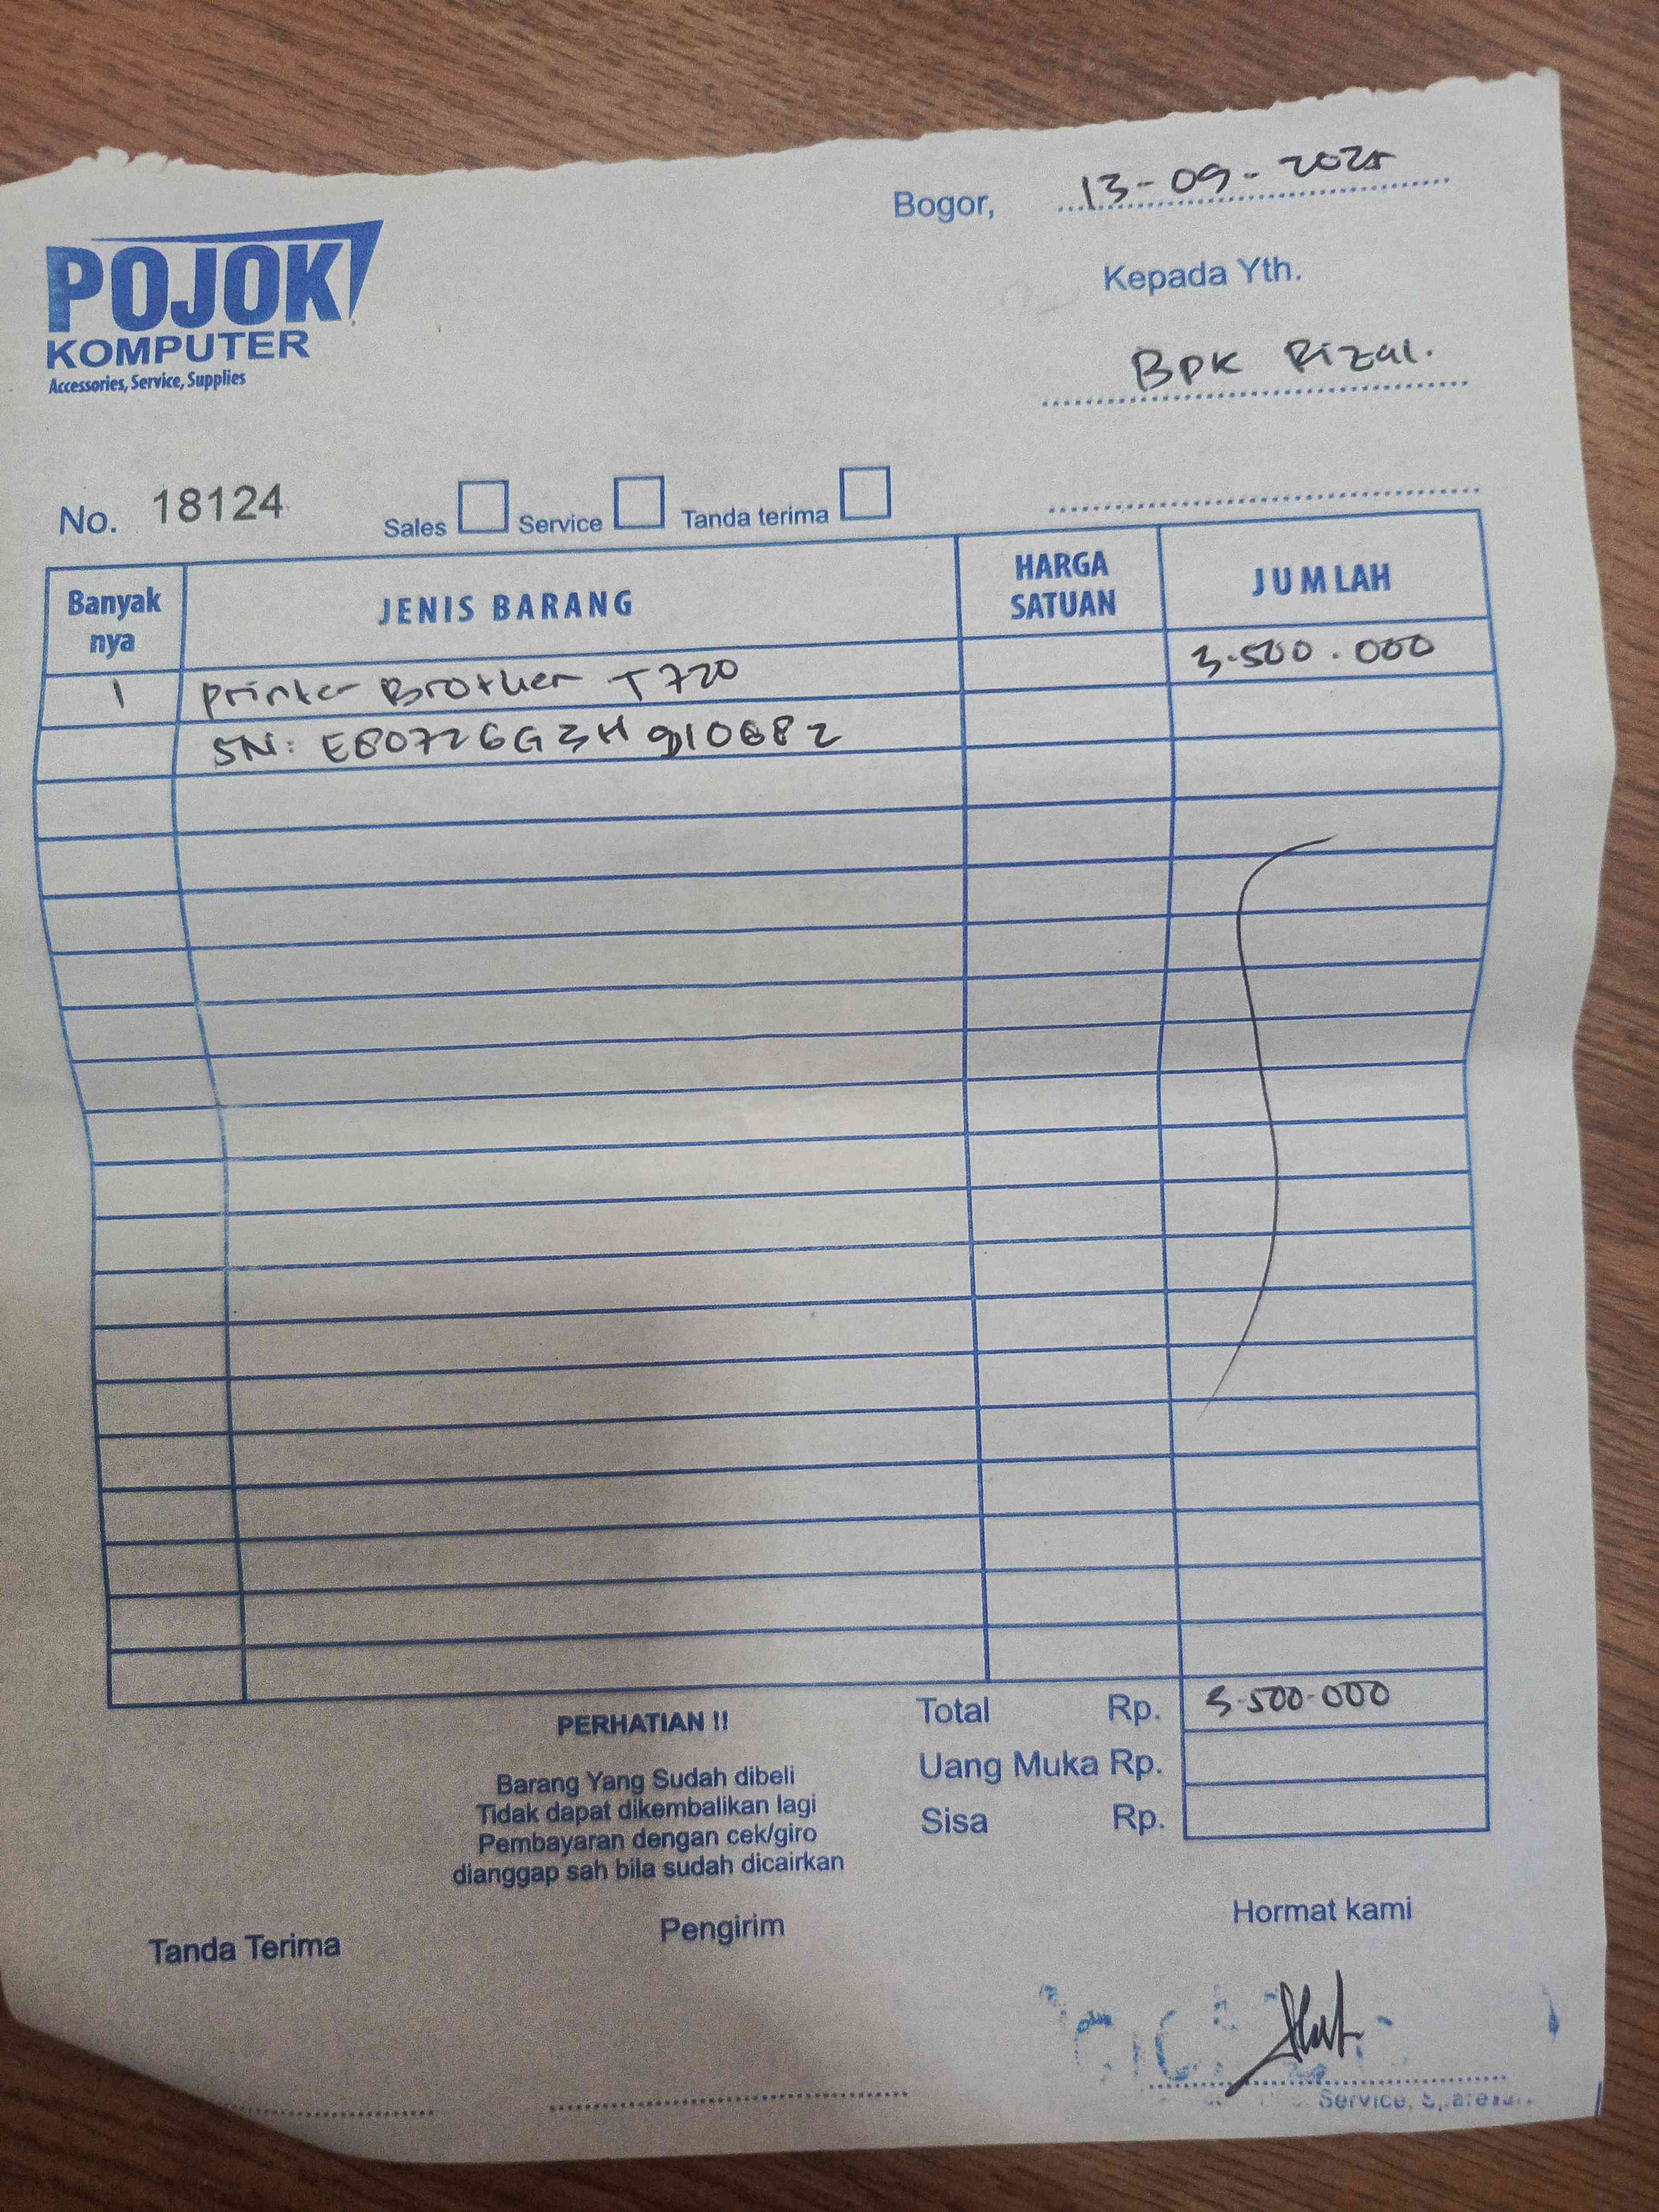 Bogor, 13-09-2025
POJOK
KOMPUTER
Accessories, Service, Supplies
Kepada Yth.
Bpk Rizal.
No. 18124
Sales Service Tanda terima
Banyak nya JENIS BARANG HARGA SATUAN JUMLAH
1 Printer Brother T720 3.500.000
SN: E80726G3H910682
PERHATIAN !!
Barang Yang Sudah dibeli
Tidak dapat dikembalikan lagi
Pembayaran dengan cek/giro
dianggap sah bila sudah dicairkan
Total Rp. 3.500.000
Uang Muka Rp.
Sisa Rp.
Tanda Terima Pengirim Hormat kami
Service,